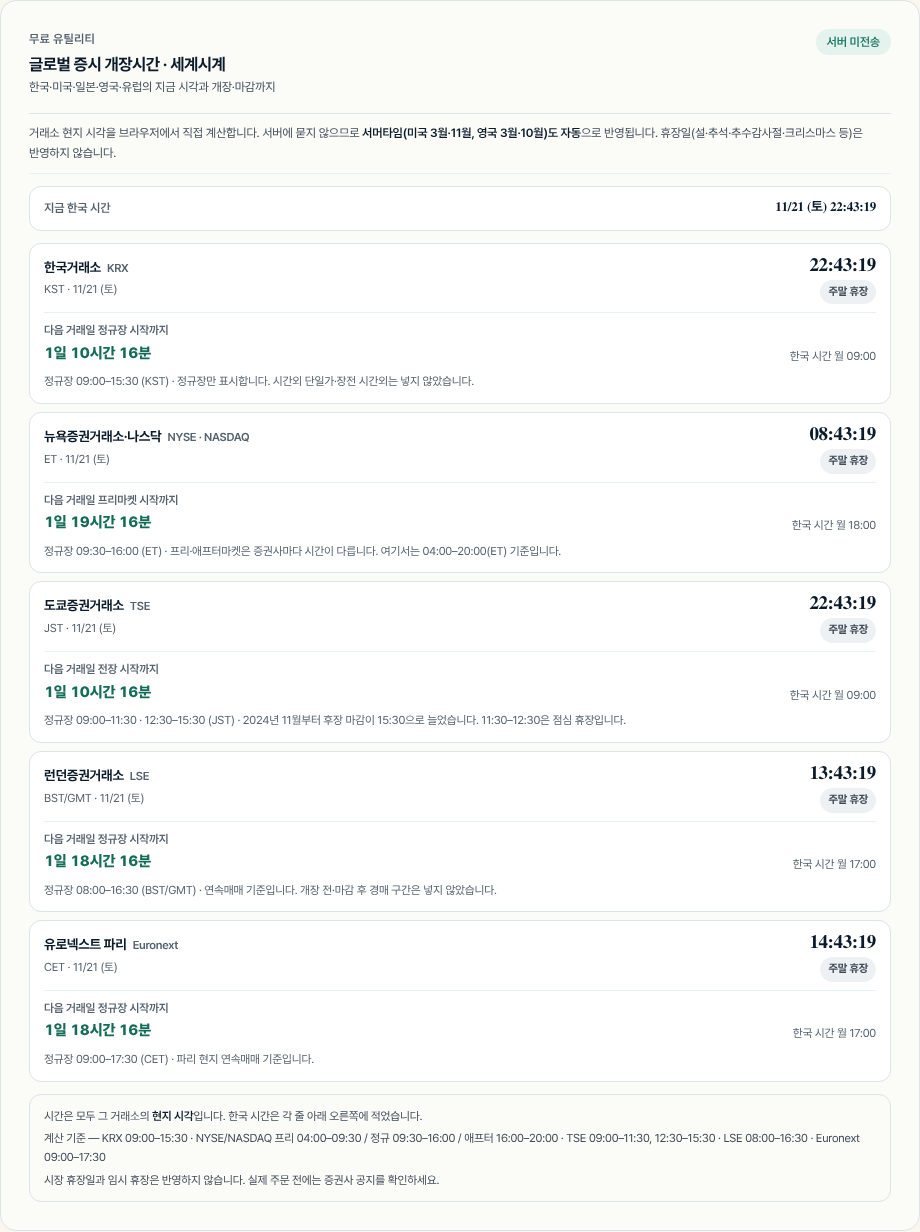 무료 유틸리티
서버 미전송
글로벌 증시 개장시간 · 세계시계
한국·미국·일본·영국·유럽의 지금 시각과 개장·마감까지
거래소 현지 시각을 브라우저에서 직접 계산합니다. 서버에 묻지 않으므로 서머타임(미국 3월·11월, 영국 3월·10월)도 자동으로 반영됩니다. 휴장일(설·추석·추수감사절·크리스마스 등)은
반영하지 않습니다.
지금 한국 시간
11/21 (토) 22:43:19
한국거래소 KRX
22:43:19
KST · 11/21 (토)
주말 휴장
다음 거래일 정규장 시작까지
1일 10시간 16분
한국 시간 월 09:00
정규장 09:00–15:30 (KST) · 정규장만 표시합니다. 시간외 단일가·장전 시간외는 넣지 않았습니다.
뉴욕증권거래소·나스닥 NYSE · NASDAQ
08:43:19
ET · 11/21 (토)
주말 휴장
다음 거래일 프리마켓 시작까지
1일 19시간 16분
한국 시간 월 18:00
정규장 09:30–16:00 (ET) · 프리·애프터마켓은 증권사마다 시간이 다릅니다. 여기서는 04:00–20:00(ET) 기준입니다.
도쿄증권거래소 TSE
22:43:19
JST · 11/21 (토)
주말 휴장
다음 거래일 전장 시작까지
1일 10시간 16분
한국 시간 월 09:00
정규장 09:00–11:30 · 12:30–15:30 (JST) · 2024년 11월부터 후장 마감이 15:30으로 늘었습니다. 11:30–12:30은 점심 휴장입니다.
런던증권거래소 LSE
13:43:19
BST/GMT · 11/21 (토)
주말 휴장
다음 거래일 정규장 시작까지
1일 18시간 16분
한국 시간 월 17:00
정규장 08:00–16:30 (BST/GMT) · 연속매매 기준입니다. 개장 전·마감 후 경매 구간은 넣지 않았습니다.
유로넥스트 파리 Euronext
14:43:19
CET · 11/21 (토)
주말 휴장
다음 거래일 정규장 시작까지
1일 18시간 16분
한국 시간 월 17:00
정규장 09:00–17:30 (CET) · 파리 현지 연속매매 기준입니다.
시간은 모두 그 거래소의 현지 시각입니다. 한국 시간은 각 줄 아래 오른쪽에 적었습니다.
계산 기준 — KRX 09:00–15:30 · NYSE/NASDAQ 프리 04:00–09:30 / 정규 09:30–16:00 / 애프터 16:00–20:00 · TSE 09:00–11:30, 12:30–15:30 · LSE 08:00–16:30 · Euronext
09:00–17:30
시장 휴장일과 임시 휴장은 반영하지 않습니다. 실제 주문 전에는 증권사 공지를 확인하세요.